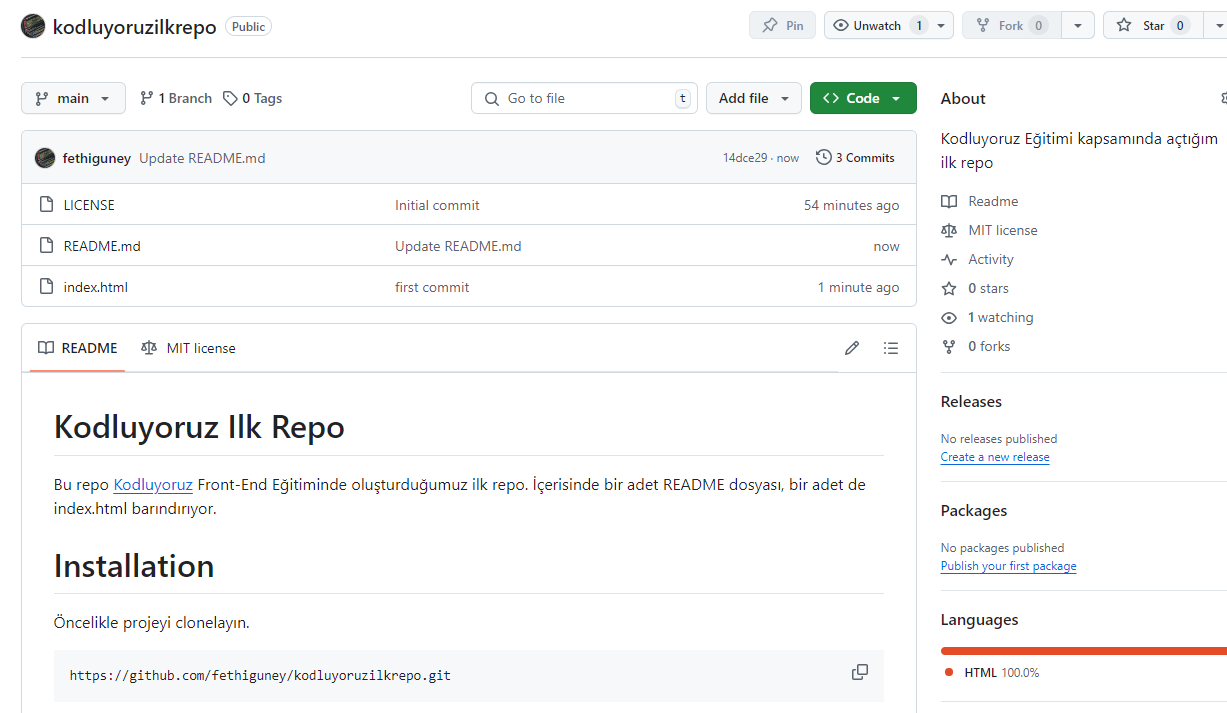 kodluyoruzilkrepo Public Pin Unwatch 1 Fork 0 Star 0
main 1 Branch 0 Tags Go to file t Add file Code
fethiguney Update README.md 14dce29 · now 3 Commits
LICENSE Initial commit 54 minutes ago
README.md Update README.md now
index.html first commit 1 minute ago
README MIT license
Kodluyoruz Ilk Repo
Bu repo Kodluyoruz Front-End Eğitiminde oluşturduğumuz ilk repo. İçerisinde bir adet README dosyası, bir adet de
index.html barındırıyor.
Installation
Öncelikle projeyi clonelayın.
https://github.com/fethiguney/kodluyoruzilkrepo.git
About
Kodluyoruz Eğitimi kapsamında açtığım
ilk repo
Readme
MIT license
Activity
0 stars
1 watching
0 forks
Releases
No releases published
Create a new release
Packages
No packages published
Publish your first package
Languages
HTML 100.0%